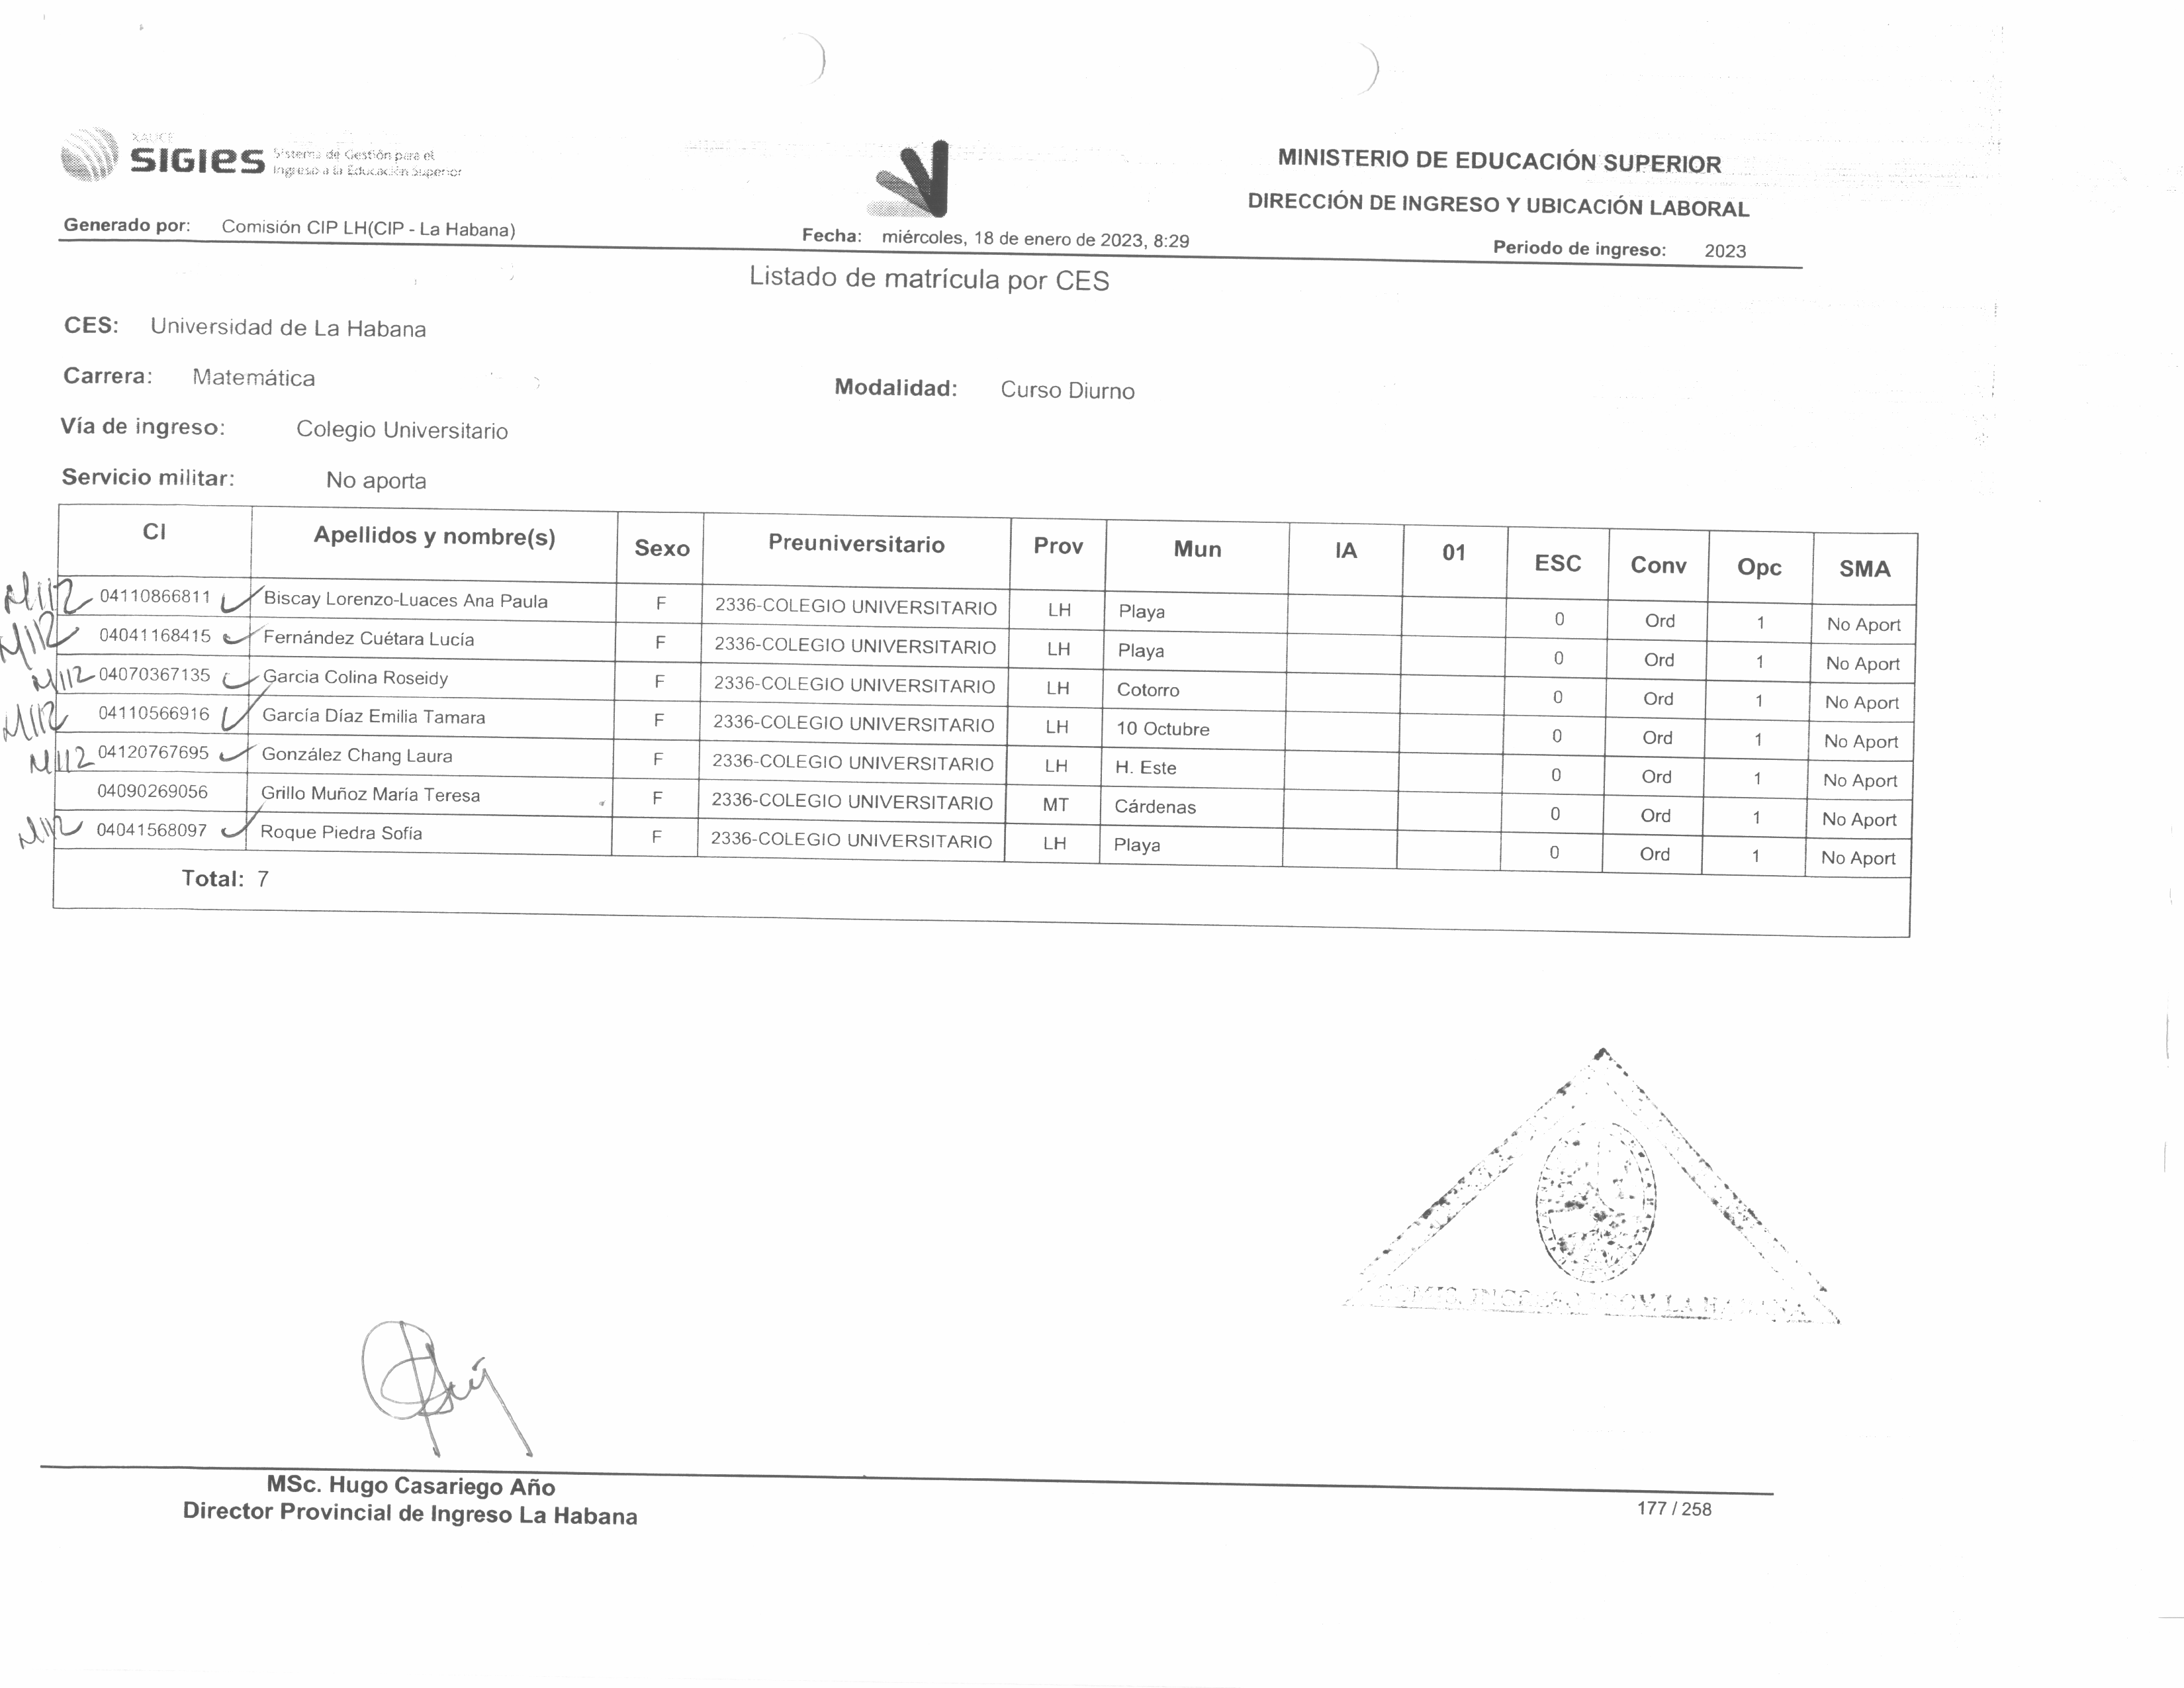 XAUCE
SIGIES Sistema de Gestión para el
Ingreso a la Educación Superior
MINISTERIO DE EDUCACIÓN SUPERIOR
DIRECCIÓN DE INGRESO Y UBICACIÓN LABORAL
Generado por: Comisión CIP LH(CIP - La Habana) Fecha: miércoles, 18 de enero de 2023, 8:29 Periodo de ingreso: 2023
Listado de matrícula por CES
CES: Universidad de La Habana
Carrera: Matemática Modalidad: Curso Diurno
Vía de ingreso: Colegio Universitario
Servicio militar: No aporta
CI Apellidos y nombre(s) Sexo Preuniversitario Prov Mun IA 01 ESC Conv Opc SMA
M112 04110866811 Biscay Lorenzo-Luaces Ana Paula F 2336-COLEGIO UNIVERSITARIO LH Playa 0 Ord 1 No Aport
M112 04041168415 Fernández Cuétara Lucía F 2336-COLEGIO UNIVERSITARIO LH Playa 0 Ord 1 No Aport
M112 04070367135 Garcia Colina Roseidy F 2336-COLEGIO UNIVERSITARIO LH Cotorro 0 Ord 1 No Aport
M112 04110566916 García Díaz Emilia Tamara F 2336-COLEGIO UNIVERSITARIO LH 10 Octubre 0 Ord 1 No Aport
M112 04120767695 González Chang Laura F 2336-COLEGIO UNIVERSITARIO LH H. Este 0 Ord 1 No Aport
04090269056 Grillo Muñoz María Teresa F 2336-COLEGIO UNIVERSITARIO MT Cárdenas 0 Ord 1 No Aport
M112 04041568097 Roque Piedra Sofía F 2336-COLEGIO UNIVERSITARIO LH Playa 0 Ord 1 No Aport
Total: 7
MSc. Hugo Casariego Año
Director Provincial de Ingreso La Habana
177 / 258